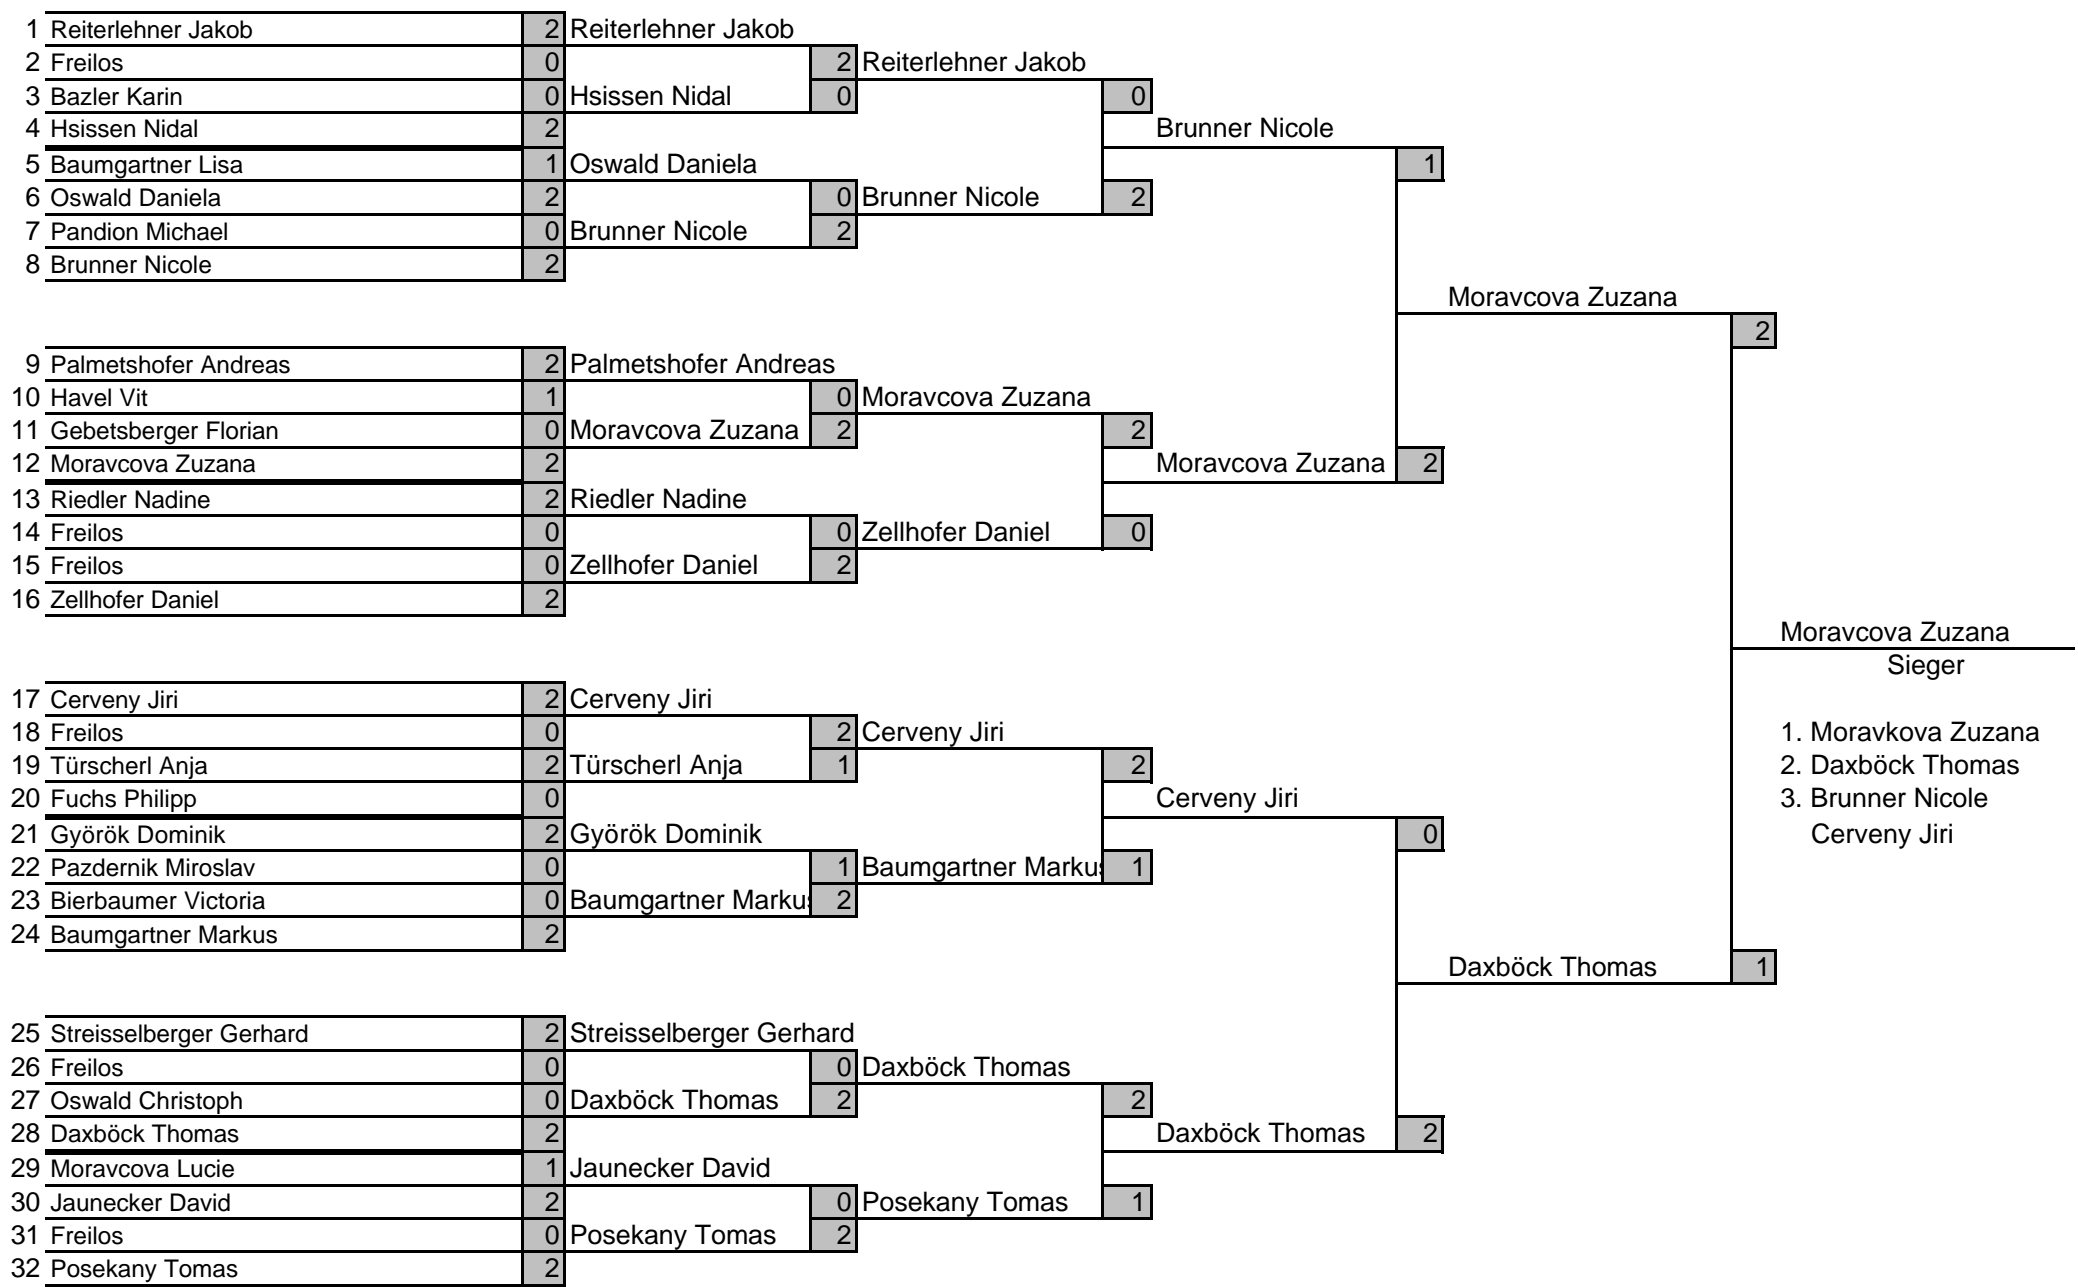 1 Reiterlehner Jakob 2 Reiterlehner Jakob
2 Freilos 0 2 Reiterlehner Jakob
3 Bazler Karin 0 Hsissen Nidal 0 0
4 Hsissen Nidal 2 Brunner Nicole
5 Baumgartner Lisa 1 Oswald Daniela 1
6 Oswald Daniela 2 0 Brunner Nicole 2
7 Pandion Michael 0 Brunner Nicole 2
8 Brunner Nicole 2
Moravcova Zuzana
2
9 Palmetshofer Andreas 2 Palmetshofer Andreas
10 Havel Vit 1 0 Moravcova Zuzana
11 Gebetsberger Florian 0 Moravcova Zuzana 2 2
12 Moravcova Zuzana 2 Moravcova Zuzana 2
13 Riedler Nadine 2 Riedler Nadine
14 Freilos 0 0 Zellhofer Daniel 0
15 Freilos 0 Zellhofer Daniel 2
16 Zellhofer Daniel 2
Moravcova Zuzana
Sieger
17 Cerveny Jiri 2 Cerveny Jiri
18 Freilos 0 2 Cerveny Jiri 1. Moravkova Zuzana
19 Türscherl Anja 2 Türscherl Anja 1 2 2. Daxböck Thomas
20 Fuchs Philipp 0 Cerveny Jiri 3. Brunner Nicole
21 Györök Dominik 2 Györök Dominik 0 Cerveny Jiri
22 Pazdernik Miroslav 0 1 Baumgartner Markus 1
23 Bierbaumer Victoria 0 Baumgartner Markus 2
24 Baumgartner Markus 2
Daxböck Thomas 1
25 Streisselberger Gerhard 2 Streisselberger Gerhard
26 Freilos 0 0 Daxböck Thomas
27 Oswald Christoph 0 Daxböck Thomas 2 2
28 Daxböck Thomas 2 Daxböck Thomas 2
29 Moravcova Lucie 1 Jaunecker David
30 Jaunecker David 2 0 Posekany Tomas 1
31 Freilos 0 Posekany Tomas 2
32 Posekany Tomas 2